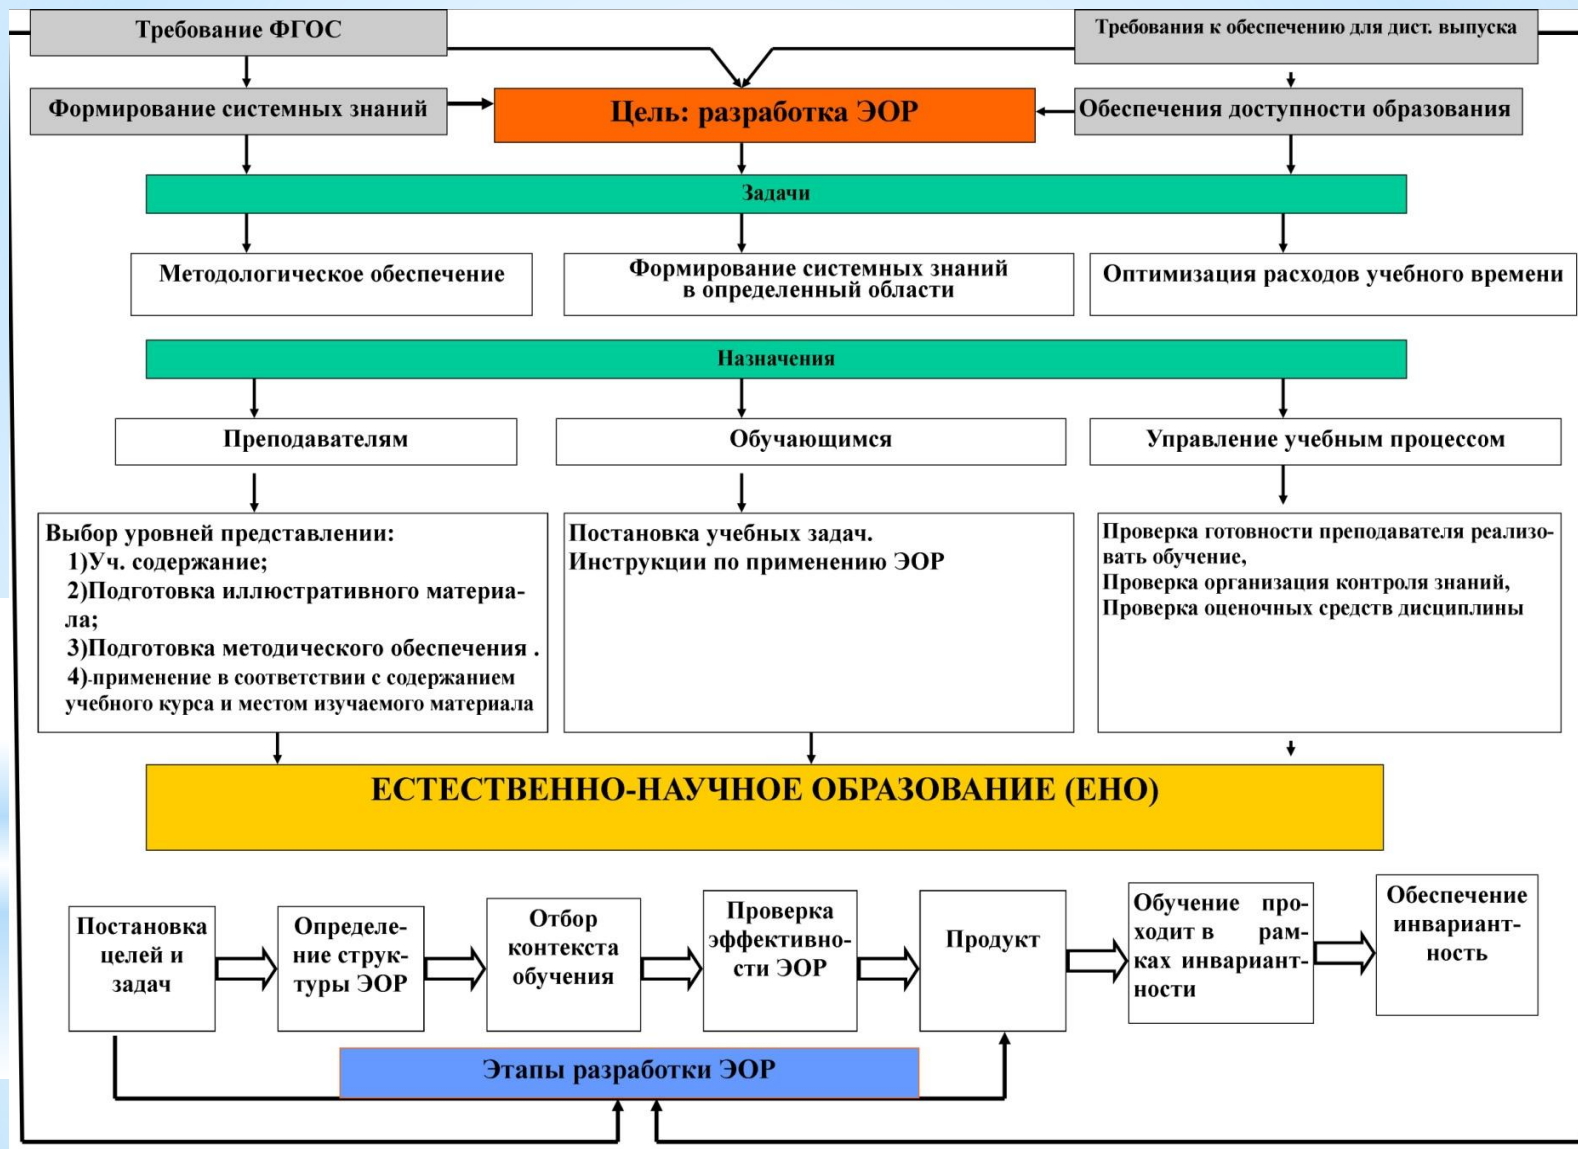 Требование ФГОС
Требования к обеспечению для дист. выпуска
Формирование системных знаний
Цель: разработка ЭОР
Обеспечения доступности образования
Задачи
Методологическое обеспечение
Формирование системных знаний
в определенный области
Оптимизация расходов учебного времени
Назначения
Преподавателям
Обучающимся
Управление учебным процессом
Выбор уровней представлении:
1)Уч. содержание;
2)Подготовка иллюстративного материа-
ла;
3)Подготовка методического обеспечения .
4)-применение в соответствии с содержанием
учебного курса и местом изучаемого материала
Постановка учебных задач.
Инструкции по применению ЭОР
Проверка готовности преподавателя реализо-
вать обучение,
Проверка организация контроля знаний,
Проверка оценочных средств дисциплины
ЕСТЕСТВЕННО-НАУЧНОЕ ОБРАЗОВАНИЕ (ЕНО)
Постановка
целей и
задач
Определе-
ние струк-
туры ЭОР
Отбор
контекста
обучения
Проверка
эффективно-
сти ЭОР
Продукт
Обучение про-
ходит в рам-
ках инвариант-
ности
Обеспечение
инвариант-
ность
Этапы разработки ЭОР